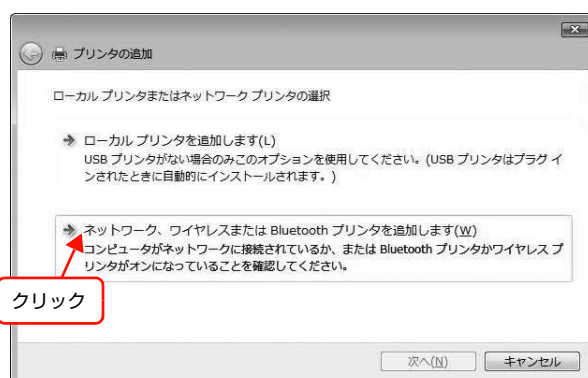 プリンタの追加
ローカル プリンタまたはネットワーク プリンタの選択
ローカル プリンタを追加します(L)
USB プリンタがない場合のみこのオプションを使用してください。(USB プリンタはプラグ イ
ンされたときに自動的にインストールされます。)
ネットワーク、ワイヤレスまたは Bluetooth プリンタを追加します(W)
コンピュータがネットワークに接続されているか、または Bluetooth プリンタかワイヤレス プ
リンタがオンになっていることを確認してください。
クリック
次へ(N)
キャンセル